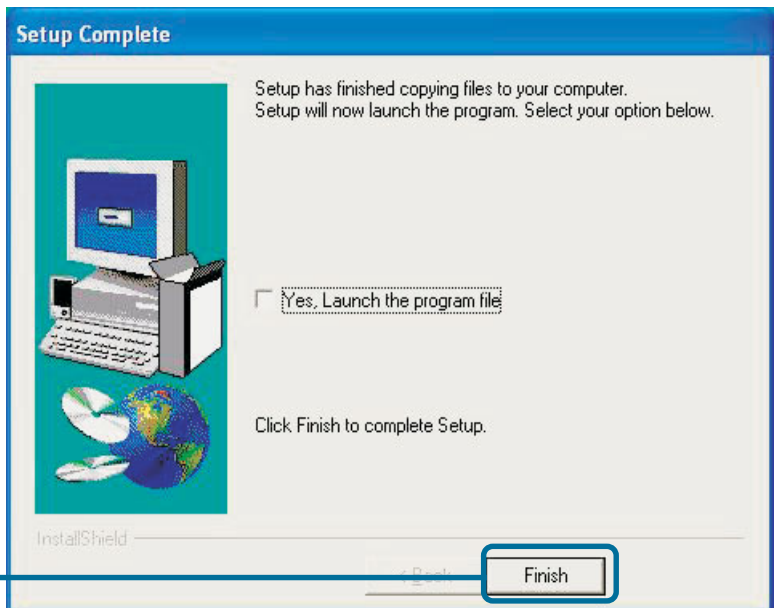 Setup Complete
Setup has finished copying files to your computer.
Setup will now launch the program. Select your option below.
Yes, Launch the program file
Click Finish to complete Setup.
InstallShield
< Back
Finish